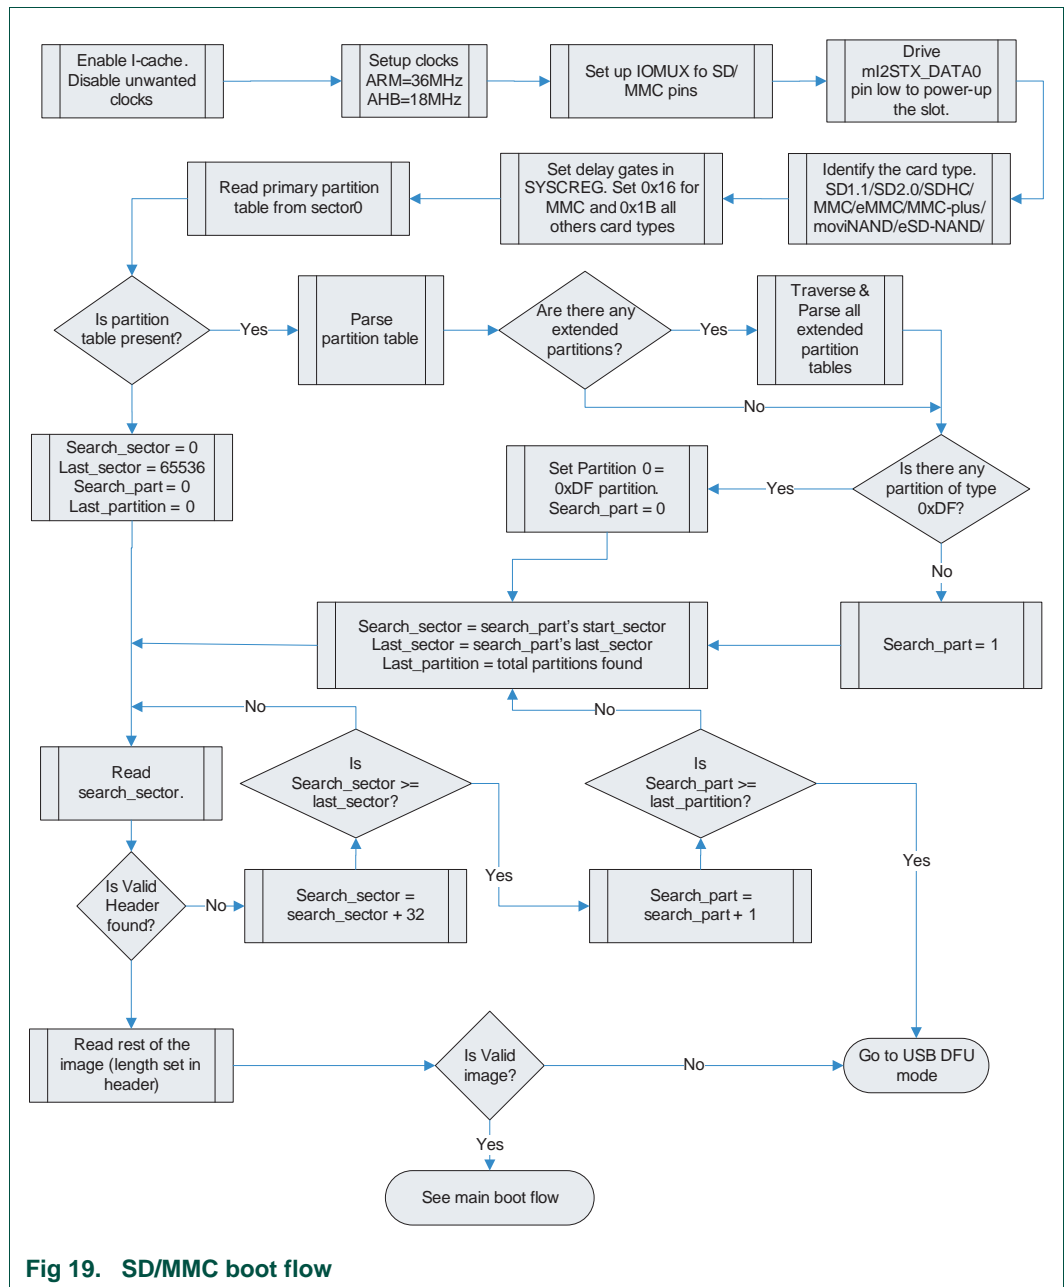 Enable I-cache.
Disable unwanted
clocks
Setup clocks
ARM=36MHz
AHB=18MHz
Set up IOMUX fo SD/
MMC pins
Drive
mI2STX_DATA0
pin low to power-up
the slot.
Identify the card type.
SD1.1/SD2.0/SDHC/
MMC/eMMC/MMC-plus/
moviNAND/eSD-NAND/
Set delay gates in
SYSCREG. Set 0x16 for
MMC and 0x1B all
others card types
Read primary partition
table from sector0
Is partition
table present?
Yes
Parse
partition table
Are there any
extended
partitions?
Yes
Traverse &
Parse all
extended
partition
tables
No
Search_sector = 0
Last_sector = 65536
Search_part = 0
Last_partition = 0
Set Partition 0 =
0xDF partition.
Search_part = 0
Yes
Is there any
partition of type
0xDF?
No
Search_sector = search_part's start_sector
Last_sector = search_part's last_sector
Last_partition = total partitions found
Search_part = 1
No
No
Read
search_sector.
Is
Search_sector >=
last_sector?
Is
Search_part >=
last_partition?
Yes
Yes
Is Valid
Header
found?
No
Search_sector =
search_sector + 32
Search_part =
search_part + 1
Read rest of the
image (length set in
header)
Is Valid
image?
No
Go to USB DFU
mode
Yes
See main boot flow
Fig 19. SD/MMC boot flow